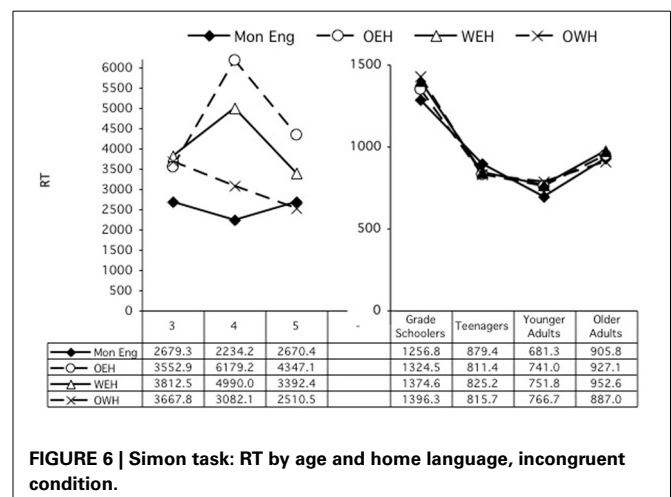 Mon Eng OEH WEH OWH
6000
5500
5000
4500
4000
3500
3000
2500
2000
1500
1000
500
0
RT
1500
1000
500
0
3 4 5 - Grade Schoolers Teenagers Younger Adults Older Adults
Mon Eng 2679.3 2234.2 2670.4 1256.8 879.4 681.3 905.8
OEH 3552.9 6179.2 4347.1 1324.5 811.4 741.0 927.1
WEH 3812.5 4990.0 3392.4 1374.6 825.2 751.8 952.6
OWH 3667.8 3082.1 2510.5 1396.3 815.7 766.7 887.0
FIGURE 6 | Simon task: RT by age and home language, incongruent
condition.